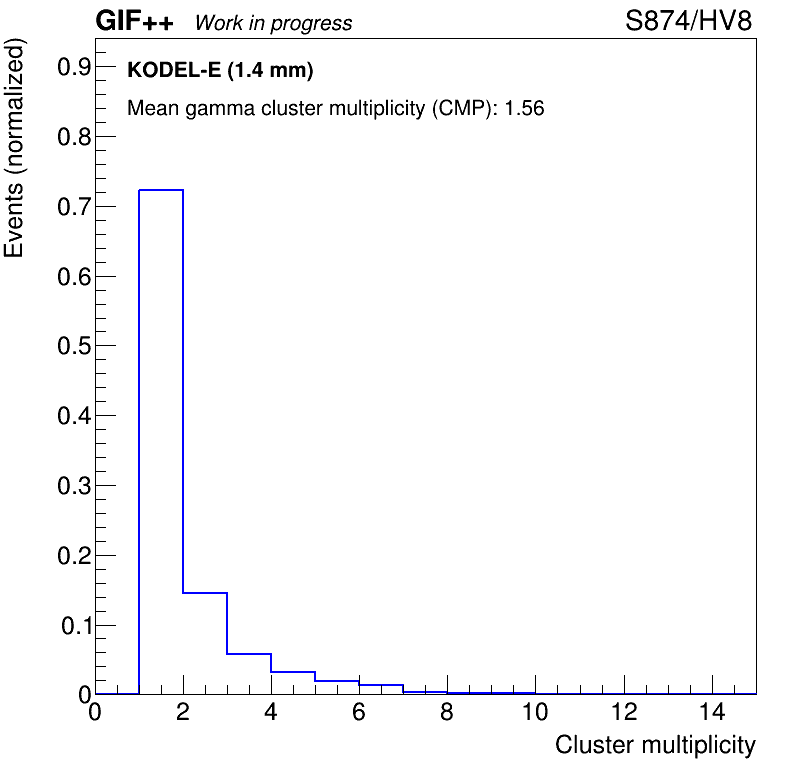 GIF++ Work in progress S874/HV8
KODEL-E (1.4 mm)
Mean gamma cluster multiplicity (CMP): 1.56
Events (normalized)
0.9
0.8
0.7
0.6
0.5
0.4
0.3
0.2
0.1
0
0 2 4 6 8 10 12 14
Cluster multiplicity